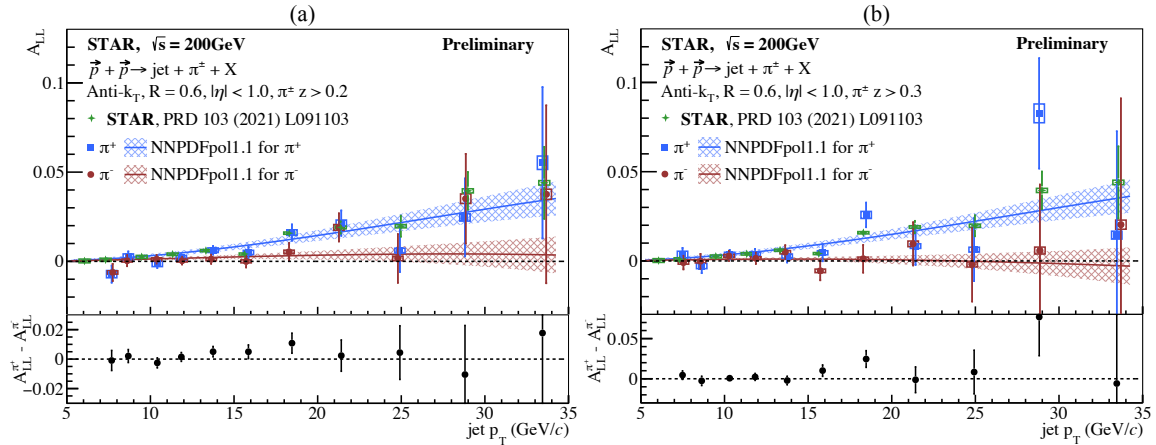 (a)
A_LL
STAR, √s = 200GeV Preliminary
p⃗ + p⃗ → jet + π± + X
Anti-k_T, R = 0.6, |η| < 1.0, π± z > 0.2
STAR, PRD 103 (2021) L091103
π⁺ NNPDFpol1.1 for π⁺
π⁻ NNPDFpol1.1 for π⁻
0.1
0.05
0
A_LL^π⁺ - A_LL^π⁻
0.02
0
−0.02
5 10 15 20 25 30 35
jet p_T (GeV/c)
(b)
A_LL
STAR, √s = 200GeV Preliminary
p⃗ + p⃗ → jet + π± + X
Anti-k_T, R = 0.6, |η| < 1.0, π± z > 0.3
STAR, PRD 103 (2021) L091103
π⁺ NNPDFpol1.1 for π⁺
π⁻ NNPDFpol1.1 for π⁻
0.1
0.05
0
A_LL^π⁺ - A_LL^π⁻
0.05
0
5 10 15 20 25 30 35
jet p_T (GeV/c)